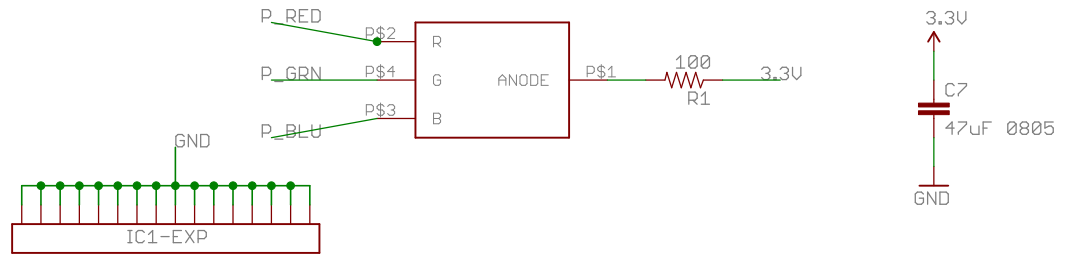 P_RED
P$2
R
P_GRN
P$4
G
ANODE
P$1
100
R1
3.3V
P_BLU
P$3
B
GND
IC1-EXP
3.3V
C7
47uF 0805
GND